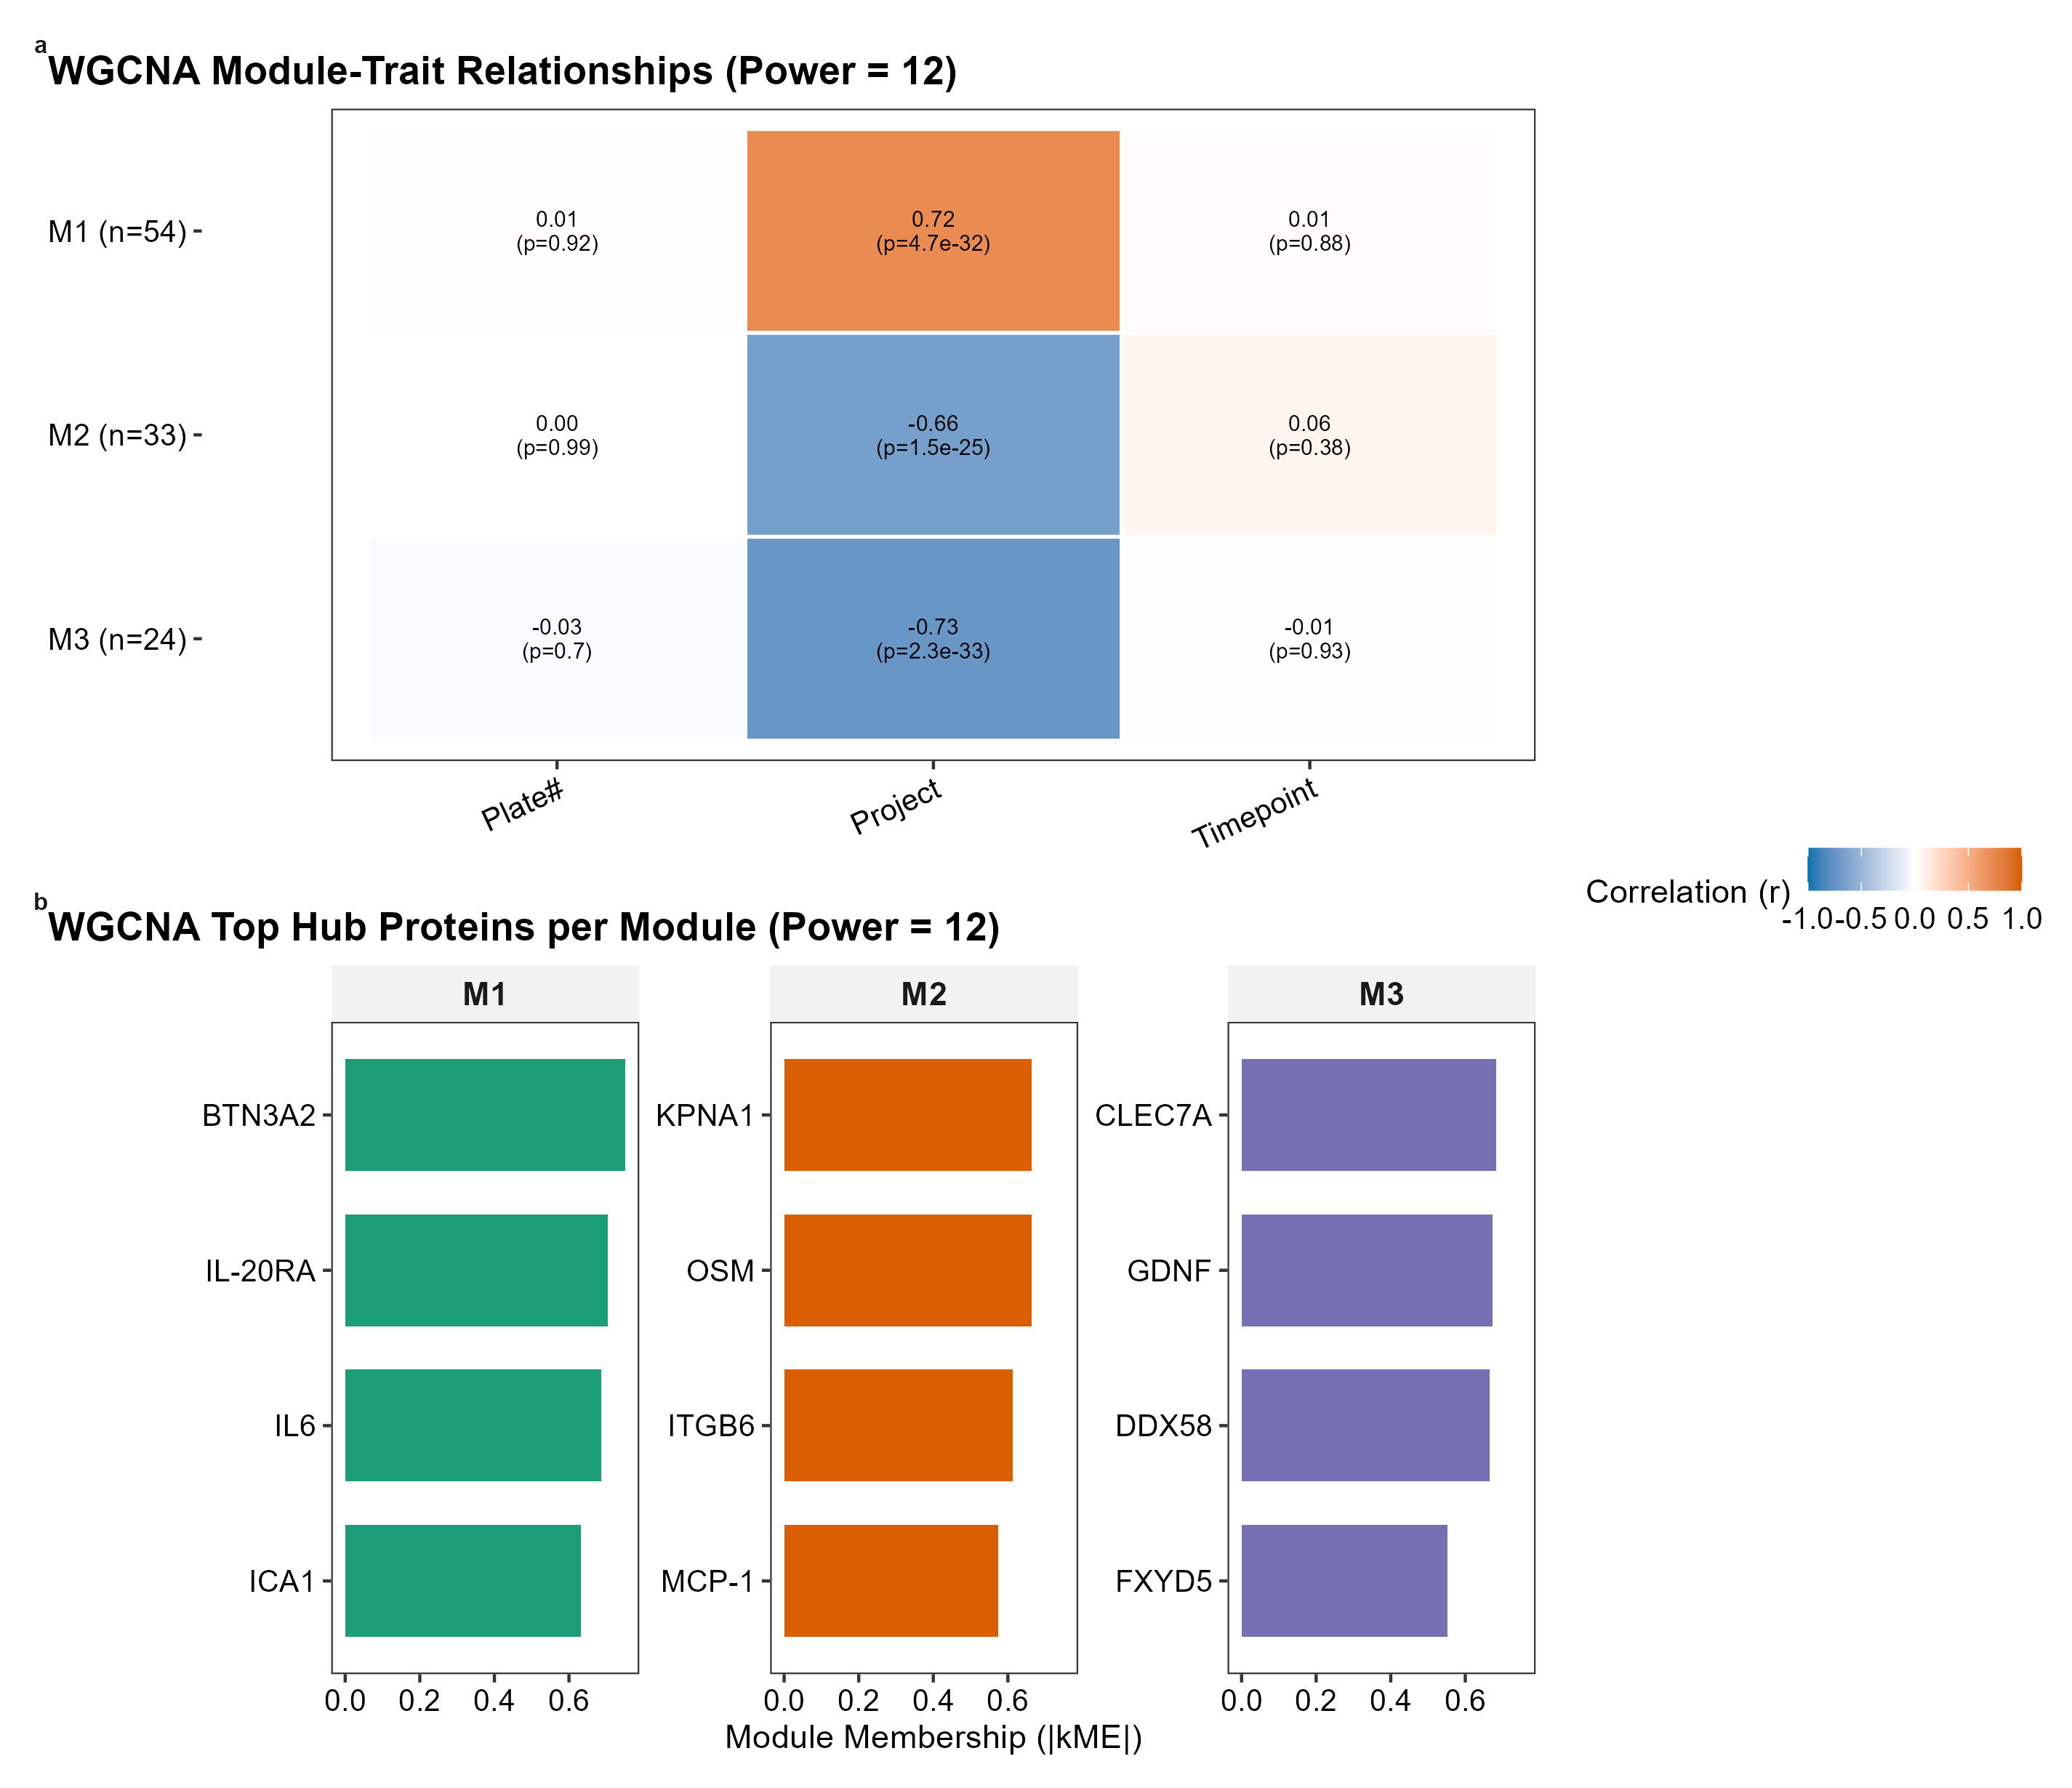 a
WGCNA Module-Trait Relationships (Power = 12)
M1 (n=54)
0.01
(p=0.92)
0.72
(p=4.7e-32)
0.01
(p=0.88)
M2 (n=33)
0.00
(p=0.99)
-0.66
(p=1.5e-25)
0.06
(p=0.38)
M3 (n=24)
-0.03
(p=0.7)
-0.73
(p=2.3e-33)
-0.01
(p=0.93)
Plate# Project Timepoint
Correlation (r)
-1.0 -0.5 0.0 0.5 1.0
b
WGCNA Top Hub Proteins per Module (Power = 12)
M1
BTN3A2
IL-20RA
IL6
ICA1
0.0 0.2 0.4 0.6
M2
KPNA1
OSM
ITGB6
MCP-1
0.0 0.2 0.4 0.6
M3
CLEC7A
GDNF
DDX58
FXYD5
0.0 0.2 0.4 0.6
Module Membership (|kME|)